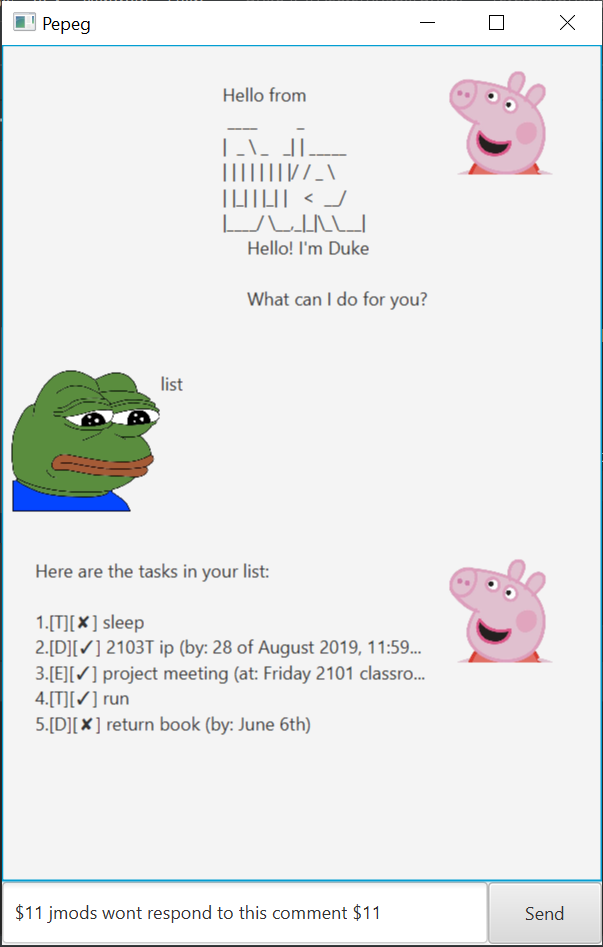 Pepeg
Hello from
 ____        _
|  _ \ _   _| | _____
| | | | | | | |/ / _ \
| |_| | |_| |   <  __/
|____/ \__,_|_|\_\___|
Hello! I'm Duke
What can I do for you?
list
Here are the tasks in your list:
1.[T][✘] sleep
2.[D][✓] 2103T ip (by: 28 of August 2019, 11:59...
3.[E][✓] project meeting (at: Friday 2101 classro...
4.[T][✓] run
5.[D][✘] return book (by: June 6th)
$11 jmods wont respond to this comment $11
Send